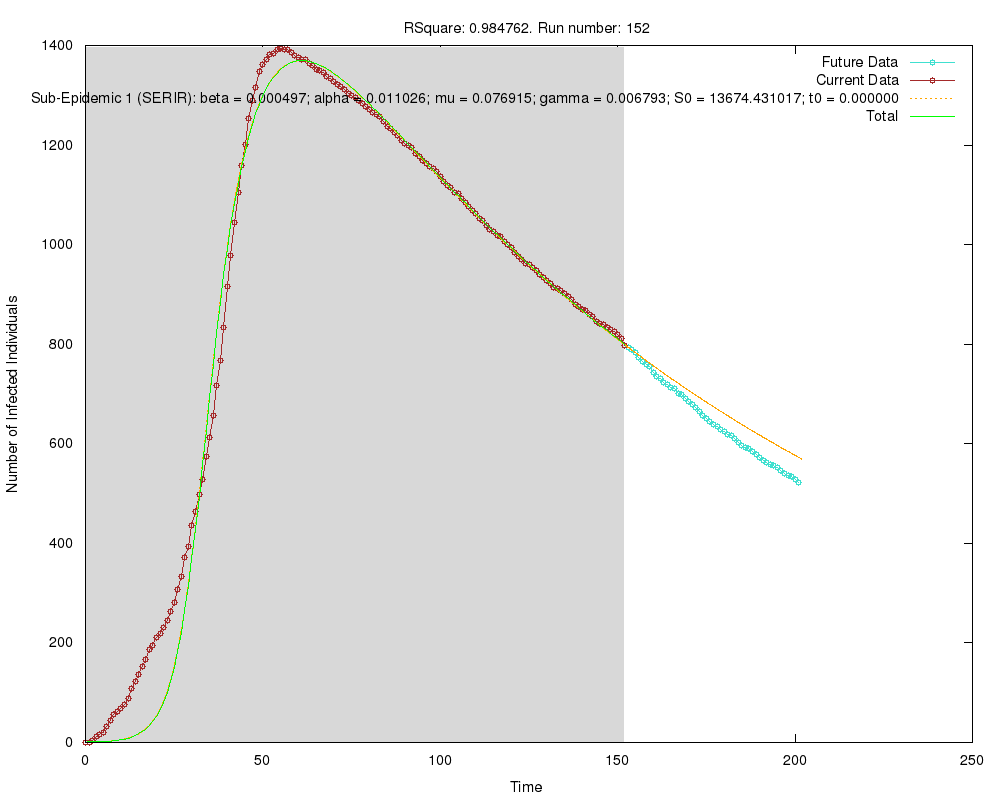 RSquare: 0.984762. Run number: 152
Future Data
Current Data
Sub-Epidemic 1 (SERIR): beta = 0.000497; alpha = 0.011026; mu = 0.076915; gamma = 0.006793; S0 = 13674.431017; t0 = 0.000000
Total
Number of Infected Individuals
1400
1200
1000
800
600
400
200
0
0 50 100 150 200 250
Time